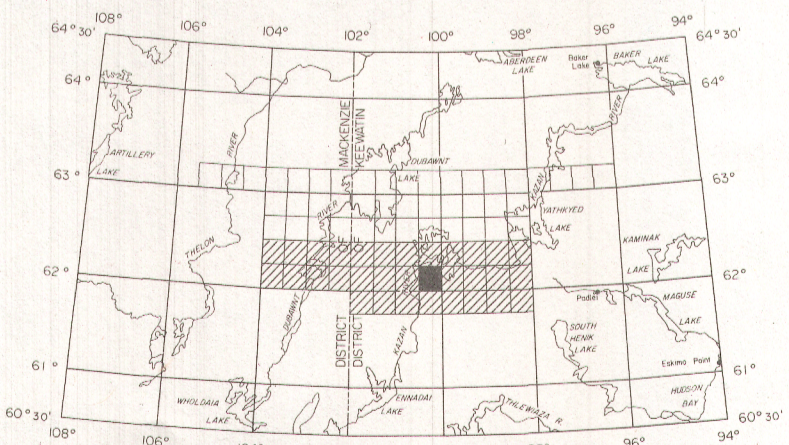 108°
106°
104°
102°
100°
98°
96°
94°
64° 30'
64° 30'
ABERDEEN
LAKE
Baker
Lake
BAKER
LAKE
64°
64°
RIVER
ARTILLERY
LAKE
RIVER
MACKENZIE
KEEWATIN
DUBAWNT
LAKE
63°
63°
KAZAN
RIVER
YATHKYED
LAKE
OF
OF
THELON
KAMINAK
LAKE
62°
62°
RIVER
Padlei
MAGUSE
LAKE
DUBAWNT
DISTRICT
DISTRICT
KAZAN
SOUTH
HENIK
LAKE
Eskimo Point
61°
61°
WHOLDAIA
LAKE
ENNADAI
LAKE
THLEWIAZA R.
HUDSON
BAY
60° 30'
60° 30'
108°
106°
96°
94°